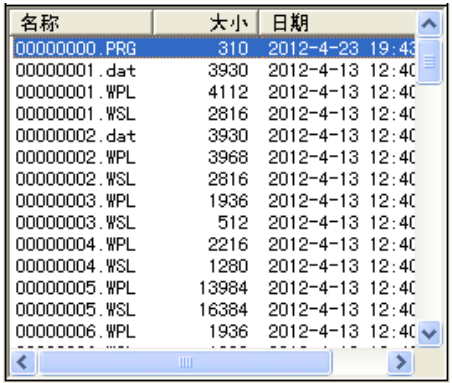 名称 大小 日期
00000000.PRG 310 2012-4-23 19:43
00000001.dat 3930 2012-4-13 12:40
00000001.WPL 4112 2012-4-13 12:40
00000001.WSL 2816 2012-4-13 12:40
00000002.dat 3930 2012-4-13 12:40
00000002.WPL 3968 2012-4-13 12:40
00000002.WSL 2816 2012-4-13 12:40
00000003.WPL 1936 2012-4-13 12:40
00000003.WSL 512 2012-4-13 12:40
00000004.WPL 2216 2012-4-13 12:40
00000004.WSL 1280 2012-4-13 12:40
00000005.WPL 13984 2012-4-13 12:40
00000005.WSL 16384 2012-4-13 12:40
00000006.WPL 1936 2012-4-13 12:40